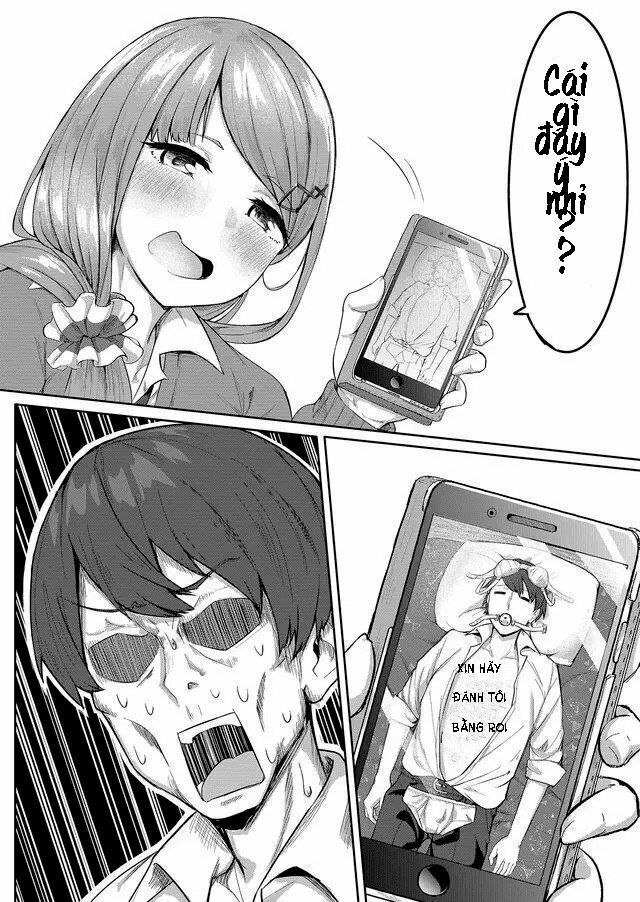 Cái
gì
đây
ý
nhỉ
??
XIN HÃY
ĐÁNH TÔI
BẰNG ROI